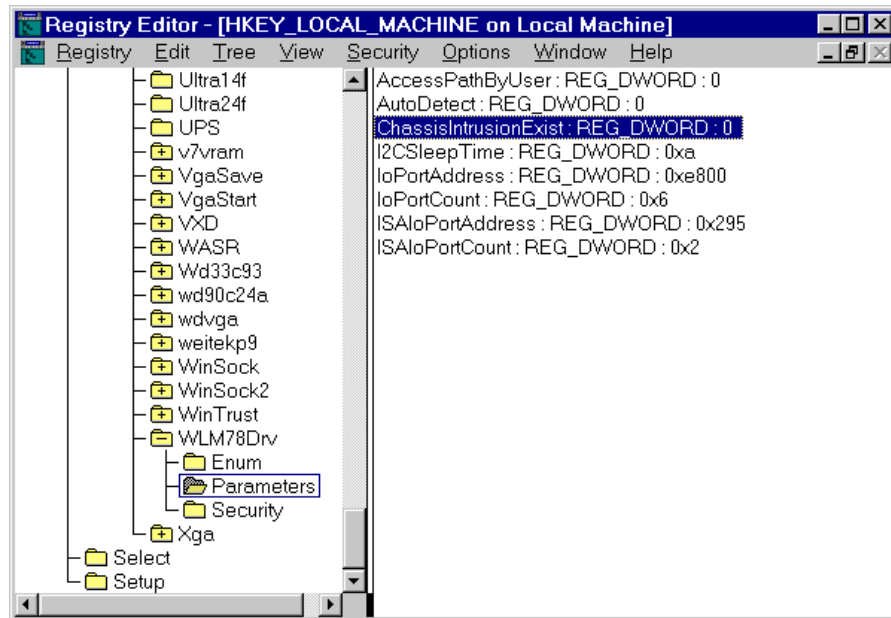 Registry Editor - [HKEY_LOCAL_MACHINE on Local Machine]
Registry Edit Tree View Security Options Window Help
Ultra14f
Ultra24f
UPS
v7vram
VgaSave
VgaStart
VXD
WASR
Wd33c93
wd90c24a
wdvga
weitekp9
WinSock
WinSock2
WinTrust
WLM78Drv
Enum
Parameters
Security
Xga
Select
Setup
AccessPathByUser : REG_DWORD : 0
AutoDetect : REG_DWORD : 0
ChassisIntrusionExist : REG_DWORD : 0
I2CSleepTime : REG_DWORD : 0xa
IoPortAddress : REG_DWORD : 0xe800
IoPortCount : REG_DWORD : 0x6
ISAIoPortAddress : REG_DWORD : 0x295
ISAIoPortCount : REG_DWORD : 0x2